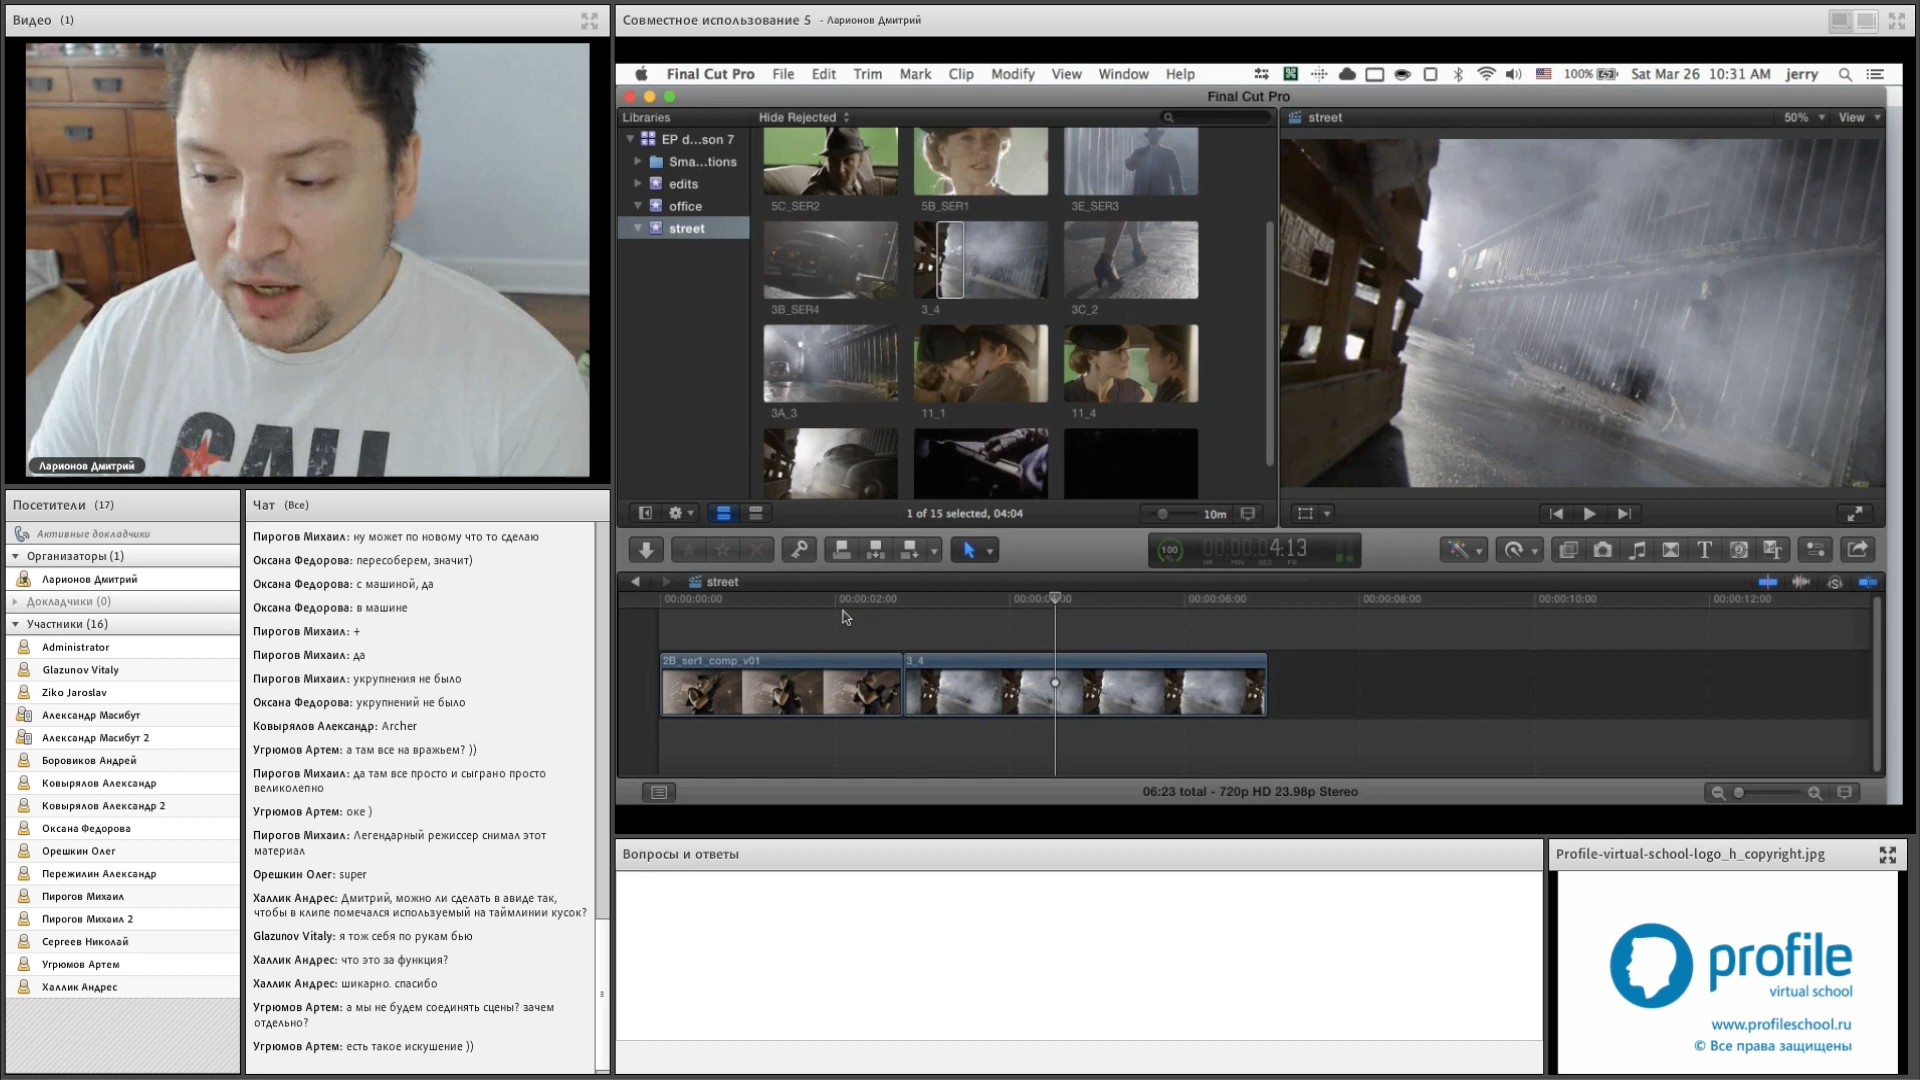 Видео (1)
CALL
Ларионов Дмитрий
Посетители (17)
Активные докладчики
Организаторы (1)
Ларионов Дмитрий
Докладчики (0)
Участники (16)
Administrator
Glazunov Vitaly
Ziko Jaroslav
Александр Масибут
Александр Масибут 2
Боровиков Андрей
Ковырялов Александр
Ковырялов Александр 2
Оксана Федорова
Орешкин Олег
Пережилин Александр
Пирогов Михаил
Пирогов Михаил 2
Сергеев Николай
Угрюмов Артем
Халлик Андрес
Чат (Все)
Пирогов Михаил: ну может по новому что то сделаю
Оксана Федорова: пересоберем, значит)
Оксана Федорова: с машиной, да
Оксана Федорова: в машине
Пирогов Михаил: +
Пирогов Михаил: да
Пирогов Михаил: укрупнения не было
Оксана Федорова: укрупнений не было
Ковырялов Александр: Archer
Угрюмов Артем: а там все на вражьем? ))
Пирогов Михаил: да там все просто и сыграно просто
великолепно
Угрюмов Артем: оке )
Пирогов Михаил: Легендарный режиссер снимал этот
материал
Орешкин Олег: super
Халлик Андрес: Дмитрий, можно ли сделать в авиде так,
чтобы в клипе помечался используемый на таймлинии кусок?
Glazunov Vitaly: я тож себя по рукам бью
Халлик Андрес: что это за функция?
Халлик Андрес: шикарно. спасибо
Угрюмов Артем: а мы не будем соединять сцены? зачем
отдельно?
Угрюмов Артем: есть такое искушение ))
Совместное использование 5 - Ларионов Дмитрий
Final Cut Pro File Edit Trim Mark Clip Modify View Window Help 100% Sat Mar 26 10:31 AM jerry
Final Cut Pro
Libraries
Hide Rejected
street
50%
View
EP d...son 7
Sma...tions
edits
office
street
5C_SER2
5B_SER1
3E_SER3
3B_SER4
3_4
3C_2
3A_3
11_1
11_4
1 of 15 selected, 04:04
10m
100
00:00:04:13
HR MIN SEC FR
street
00:00:00:00
00:00:02:00
00:00:06:00
00:00:08:00
00:00:10:00
00:00:12:00
2B_ser1_comp_v01
3_4
06:23 total - 720p HD 23.98p Stereo
Вопросы и ответы
Profile-virtual-school-logo_h_copyright.jpg
profile
virtual school
www.profileschool.ru
© Все права защищены